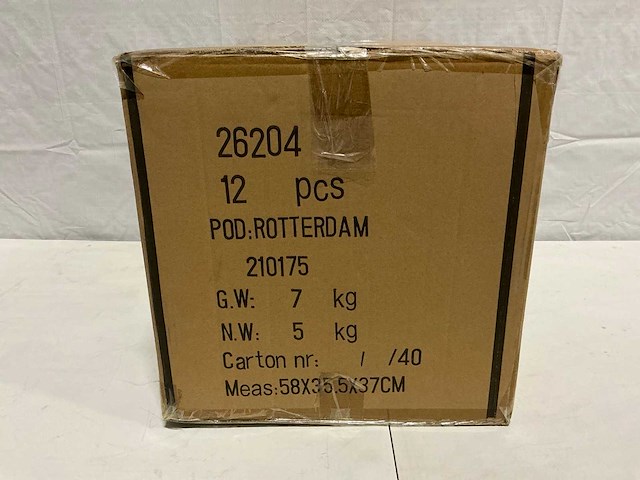 26204
12 pcs
POD:ROTTERDAM
210175
G.W: 7 kg
N.W: 5 kg
Carton nr: / /40
Meas:58X35.5X37CM